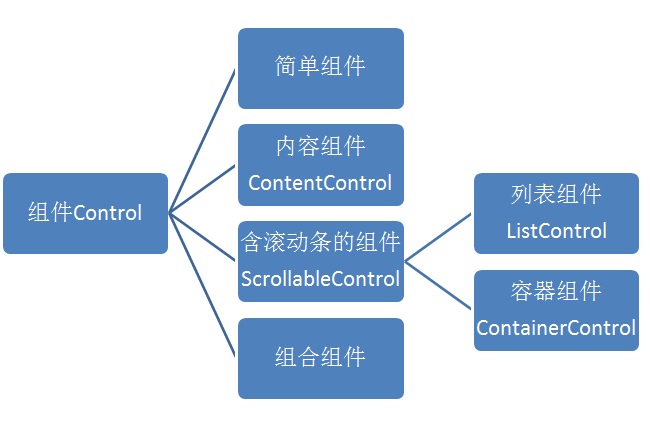 组件Control
简单组件
内容组件
ContentControl
含滚动条的组件
ScrollableControl
组合组件
列表组件
ListControl
容器组件
ContainerControl